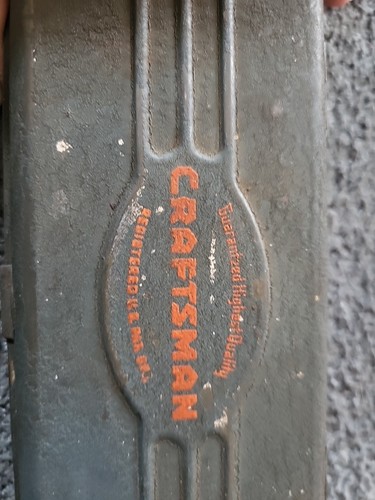 Guaranteed Highest Quality
CRAFTSMAN
REGISTERED U.S. PAT. OFF.